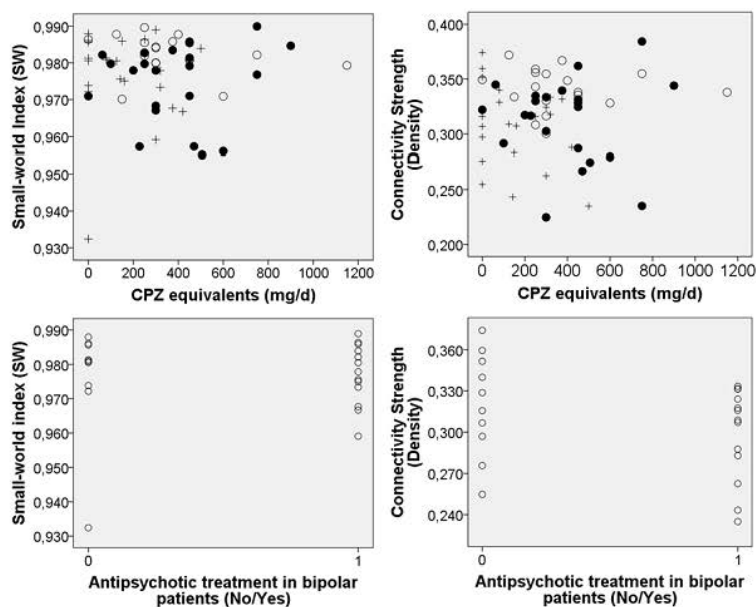 Small-world Index (SW)
0,990
0,980
0,970
0,960
0,950
0,940
0,930
0 200 400 600 800 1000 1200
CPZ equivalents (mg/d)
Connectivity Strength
(Density)
0,400
0,350
0,300
0,250
0,200
0 200 400 600 800 1000 1200
CPZ equivalents (mg/d)
Small-world index (SW)
0,990
0,980
0,970
0,960
0,950
0,940
0,930
0 1
Antipsychotic treatment in bipolar
patients (No/Yes)
Connectivity Strength
(Density)
0,360
0,330
0,300
0,270
0,240
0 1
Antipsychotic treatment in bipolar
patients (No/Yes)